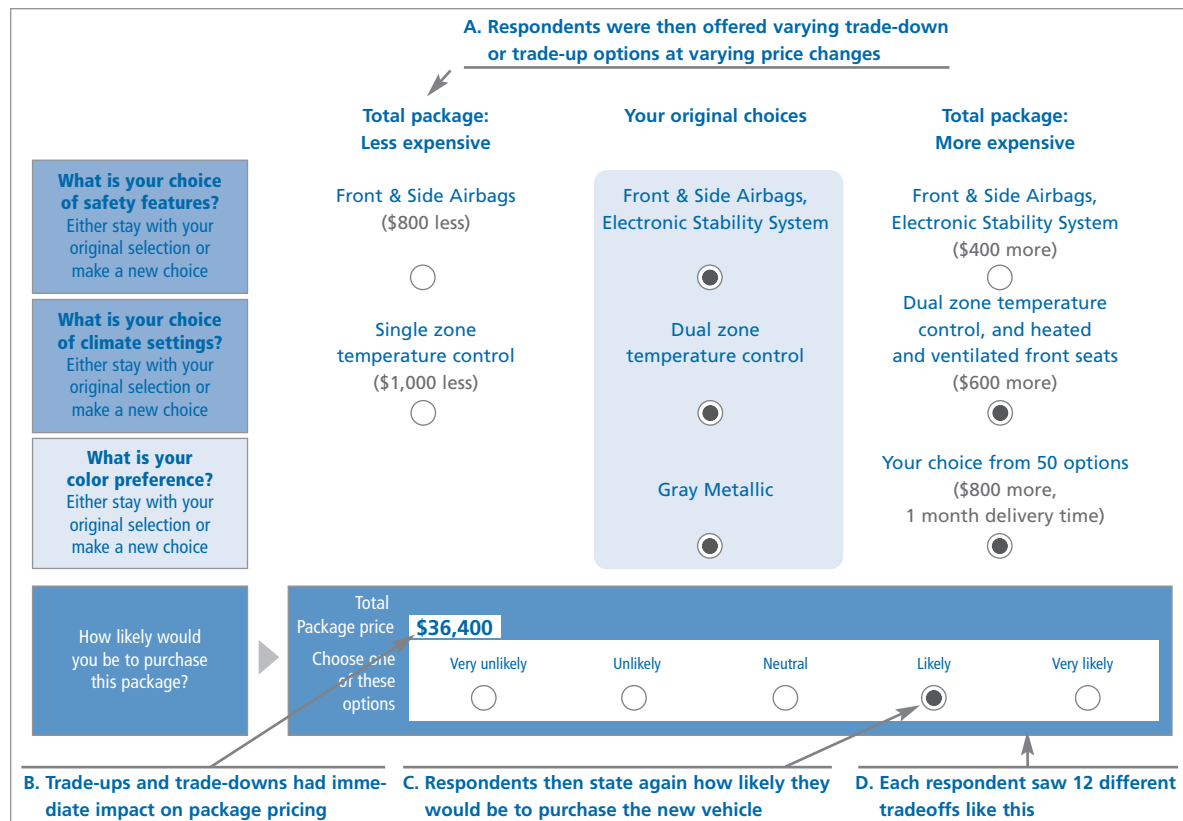 A. Respondents were then offered varying trade-down
or trade-up options at varying price changes
Total package:
Less expensive
Your original choices
Total package:
More expensive
What is your choice
of safety features?
Either stay with your
original selection or
make a new choice
Front & Side Airbags
($800 less)
Front & Side Airbags,
Electronic Stability System
Front & Side Airbags,
Electronic Stability System
($400 more)
What is your choice
of climate settings?
Either stay with your
original selection or
make a new choice
Single zone
temperature control
($1,000 less)
Dual zone
temperature control
Dual zone temperature
control, and heated
and ventilated front seats
($600 more)
What is your
color preference?
Either stay with your
original selection or
make a new choice
Gray Metallic
Your choice from 50 options
($800 more,
1 month delivery time)
How likely would
you be to purchase
this package?
Total
Package price
$36,400
Choose one
of these
options
Very unlikely
Unlikely
Neutral
Likely
Very likely
B. Trade-ups and trade-downs had imme-
diate impact on package pricing
C. Respondents then state again how likely they
would be to purchase the new vehicle
D. Each respondent saw 12 different
tradeoffs like this